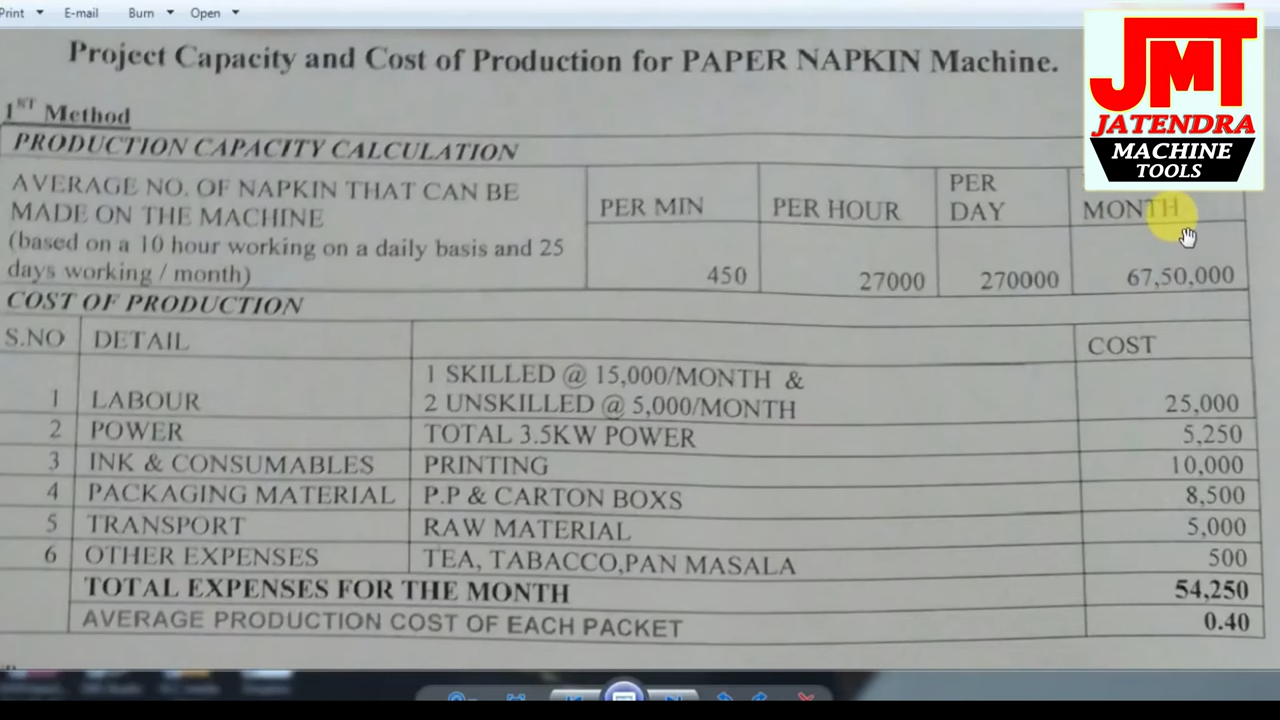 Print E-mail Burn Open
Project Capacity and Cost of Production for PAPER NAPKIN Machine.
JMT
JATENDRA
MACHINE
TOOLS
1ST Method
PRODUCTION CAPACITY CALCULATION
AVERAGE NO. OF NAPKIN THAT CAN BE
MADE ON THE MACHINE
(based on a 10 hour working on a daily basis and 25
days working / month)
PER MIN PER HOUR PER DAY MONTH
450 27000 270000 67,50,000
COST OF PRODUCTION
S.NO DETAIL COST
1 LABOUR 1 SKILLED @ 15,000/MONTH &
2 UNSKILLED @ 5,000/MONTH 25,000
2 POWER TOTAL 3.5KW POWER 5,250
3 INK & CONSUMABLES PRINTING 10,000
4 PACKAGING MATERIAL P.P & CARTON BOXS 8,500
5 TRANSPORT RAW MATERIAL 5,000
6 OTHER EXPENSES TEA, TABACCO,PAN MASALA 500
TOTAL EXPENSES FOR THE MONTH 54,250
AVERAGE PRODUCTION COST OF EACH PACKET 0.40